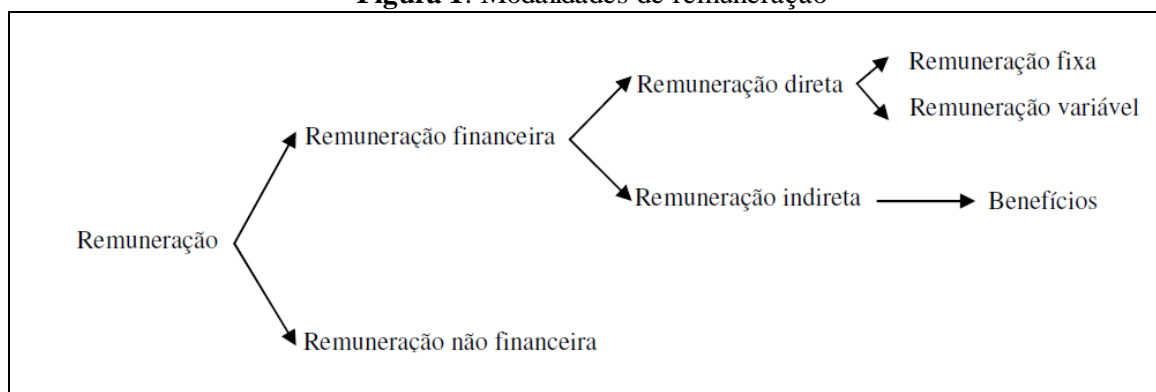 Figura 1: Modalidades de remuneração
Remuneração fixa
Remuneração direta
Remuneração variável
Remuneração financeira
Remuneração indireta
Benefícios
Remuneração
Remuneração não financeira